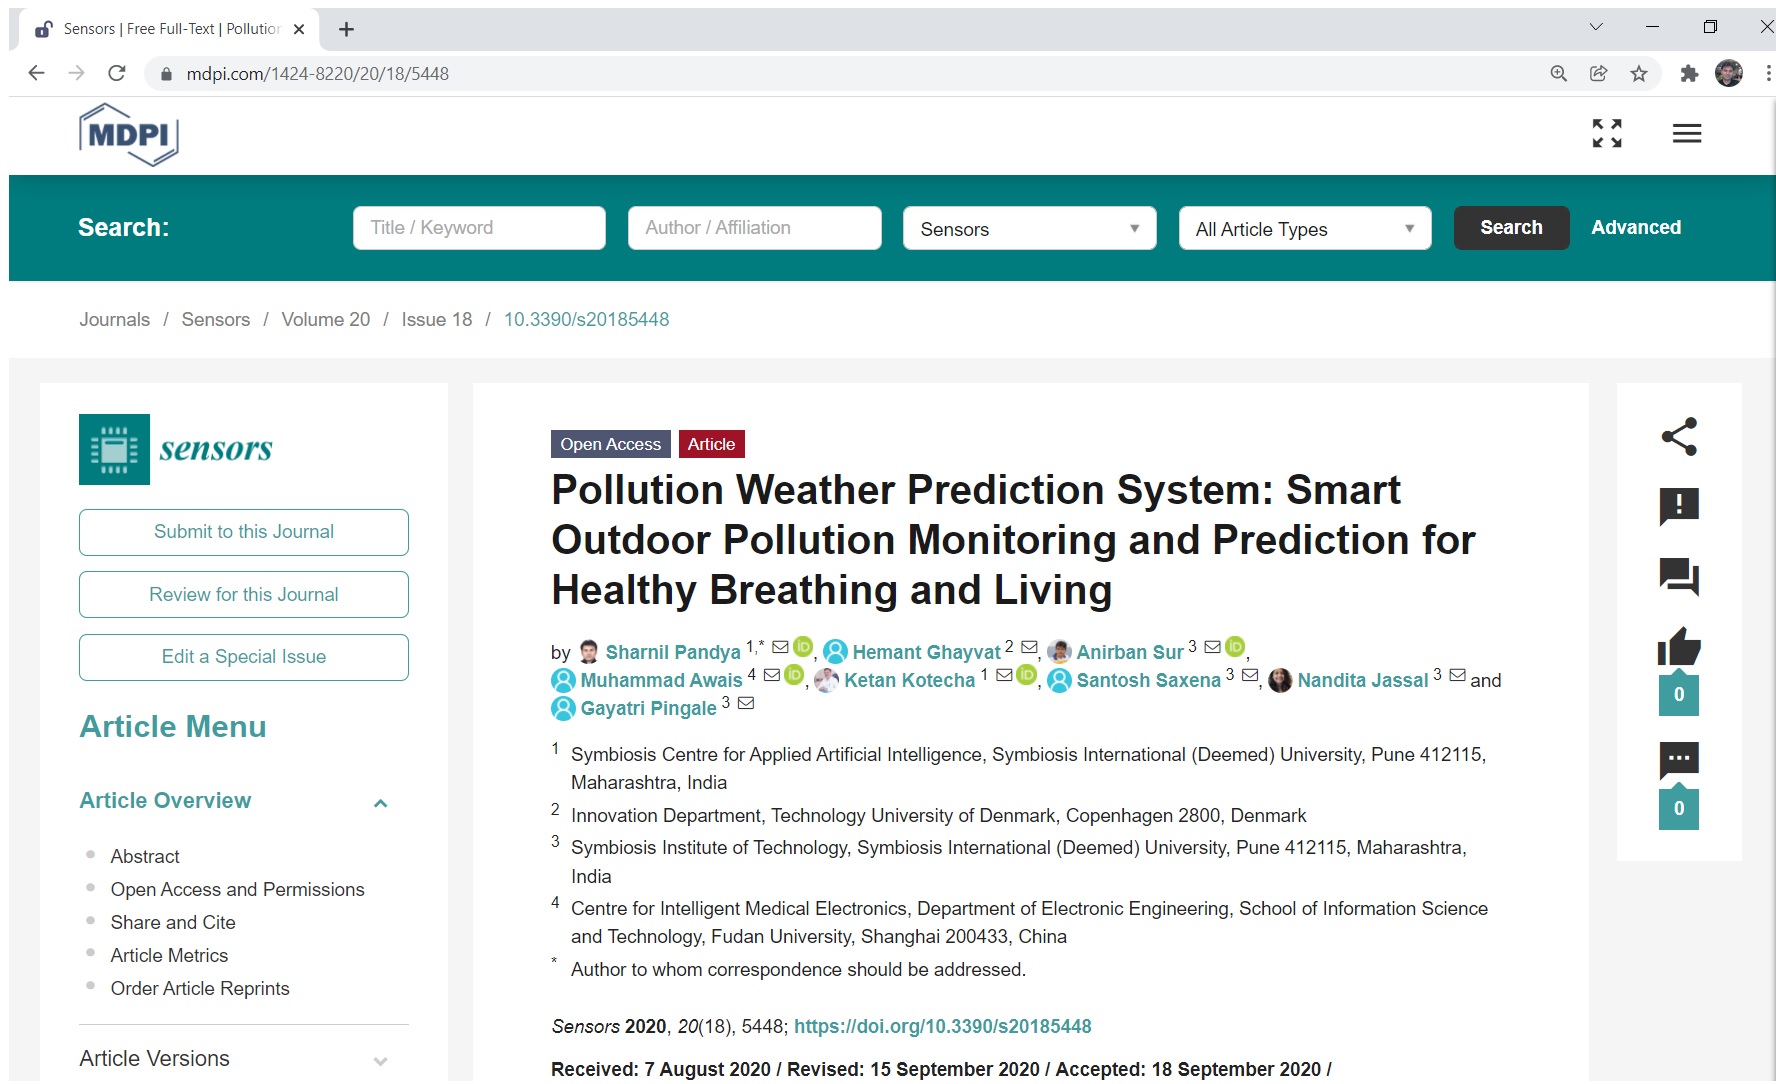 Sensors | Free Full-Text | Pollution
mdpi.com/1424-8220/20/18/5448
MDPI
Search:
Title / Keyword
Author / Affiliation
Sensors
All Article Types
Search
Advanced
Journals / Sensors / Volume 20 / Issue 18 / 10.3390/s20185448
sensors
Submit to this Journal
Review for this Journal
Edit a Special Issue
Article Menu
Article Overview
Abstract
Open Access and Permissions
Share and Cite
Article Metrics
Order Article Reprints
Article Versions
Open Access Article
Pollution Weather Prediction System: Smart
Outdoor Pollution Monitoring and Prediction for
Healthy Breathing and Living
by Sharnil Pandya 1,* iD, Hemant Ghayvat 2, Anirban Sur 3 iD,
Muhammad Awais 4 iD, Ketan Kotecha 1 iD, Santosh Saxena 3, Nandita Jassal 3 and
Gayatri Pingale 3
1 Symbiosis Centre for Applied Artificial Intelligence, Symbiosis International (Deemed) University, Pune 412115,
Maharashtra, India
2 Innovation Department, Technology University of Denmark, Copenhagen 2800, Denmark
3 Symbiosis Institute of Technology, Symbiosis International (Deemed) University, Pune 412115, Maharashtra,
India
4 Centre for Intelligent Medical Electronics, Department of Electronic Engineering, School of Information Science
and Technology, Fudan University, Shanghai 200433, China
* Author to whom correspondence should be addressed.
Sensors 2020, 20(18), 5448; https://doi.org/10.3390/s20185448
Received: 7 August 2020 / Revised: 15 September 2020 / Accepted: 18 September 2020 /
0
0